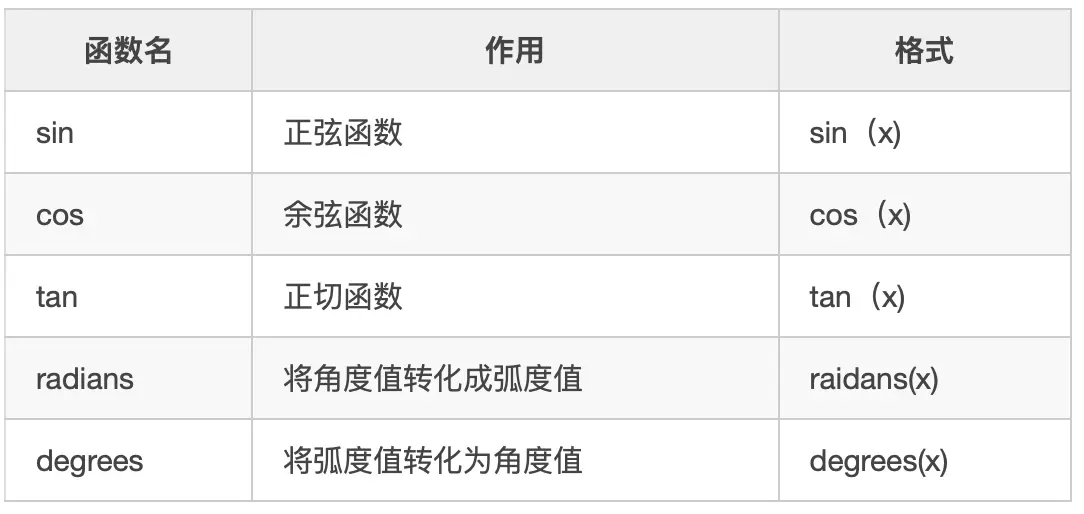 函数名 作用 格式
sin 正弦函数 sin（x)
cos 余弦函数 cos（x)
tan 正切函数 tan（x)
radians 将角度值转化成弧度值 raidans(x)
degrees 将弧度值转化为角度值 degrees(x)